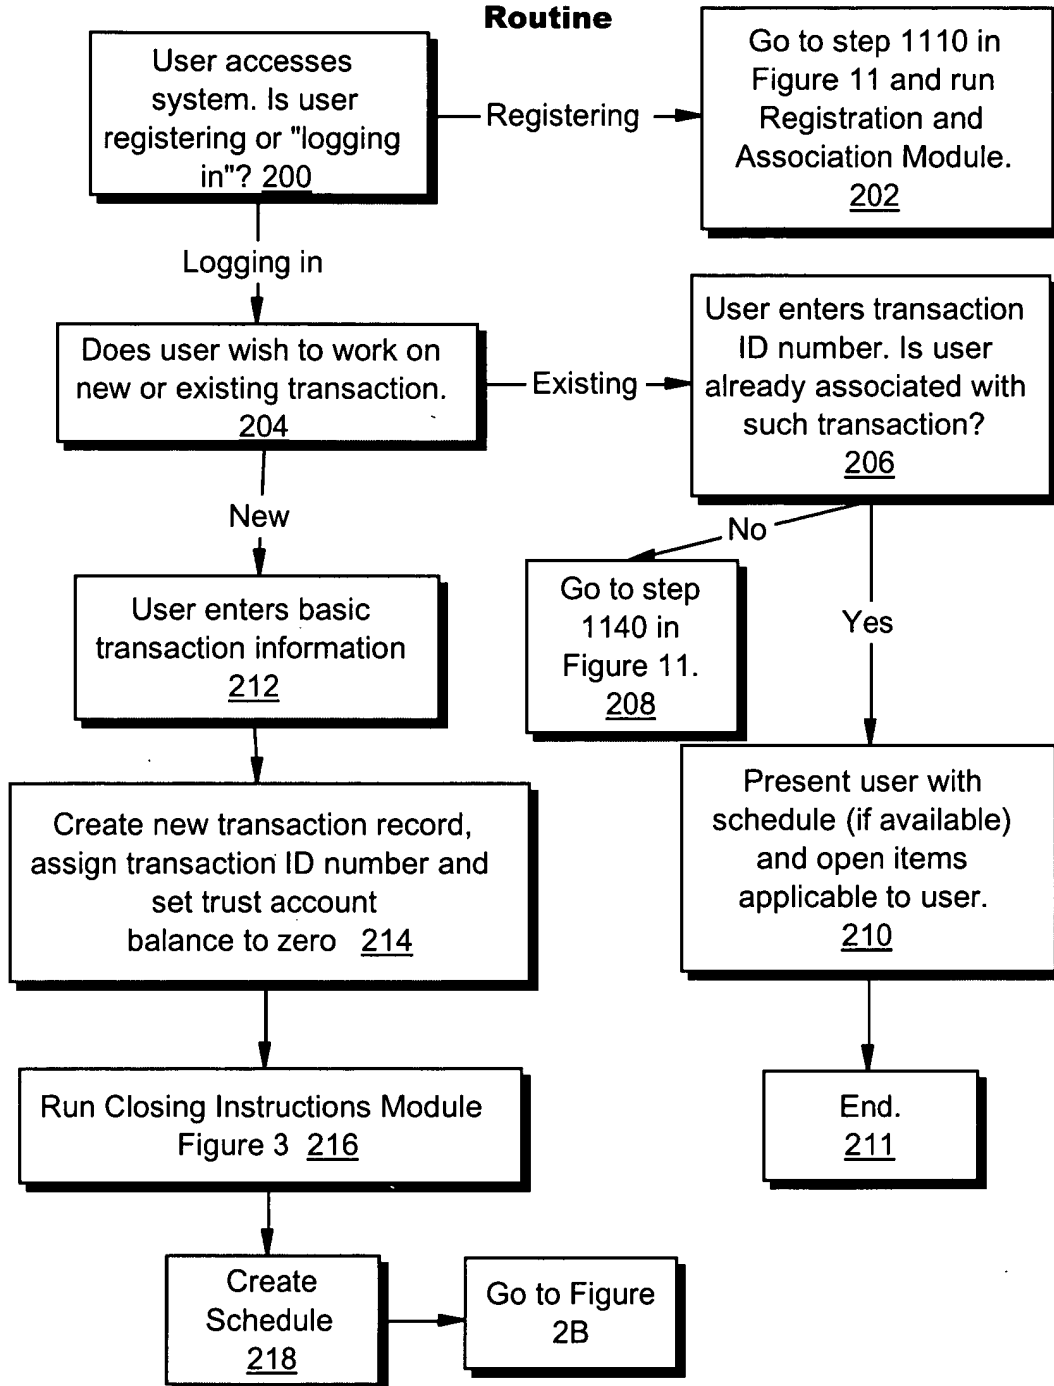 Routine
User accesses
system. Is user
registering or "logging
in"? 200
Registering
Go to step 1110 in
Figure 11 and run
Registration and
Association Module.
202
Logging in
Does user wish to work on
new or existing transaction.
204
Existing
User enters transaction
ID number. Is user
already associated with
such transaction?
206
New
No
Go to step
1140 in
Figure 11.
208
Yes
User enters basic
transaction information
212
Present user with
schedule (if available)
and open items
applicable to user.
210
Create new transaction record,
assign transaction ID number and
set trust account
balance to zero 214
End.
211
Run Closing Instructions Module
Figure 3 216
Create
Schedule
218
Go to Figure
2B